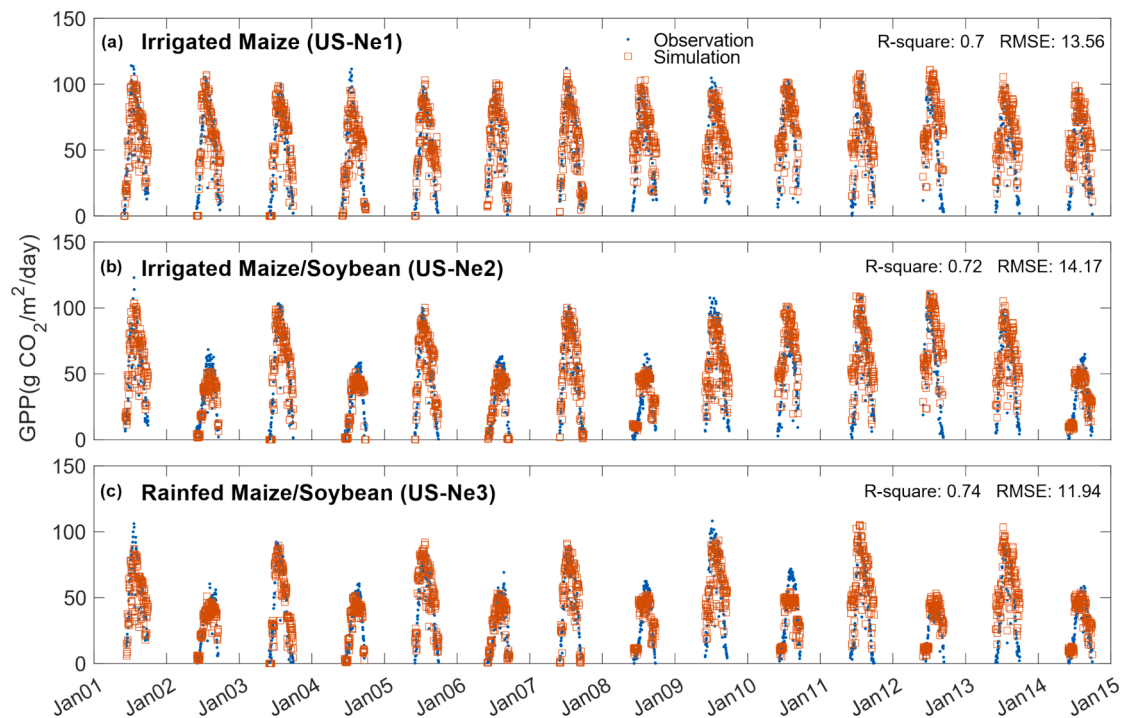 150
(a) Irrigated Maize (US-Ne1)
Observation
Simulation
R-square: 0.7 RMSE: 13.56
100
50
0
GPP(g CO2/m²/day)
150
(b) Irrigated Maize/Soybean (US-Ne2)
R-square: 0.72 RMSE: 14.17
100
50
0
150
(c) Rainfed Maize/Soybean (US-Ne3)
R-square: 0.74 RMSE: 11.94
100
50
0
Jan01 Jan02 Jan03 Jan04 Jan05 Jan06 Jan07 Jan08 Jan09 Jan10 Jan11 Jan12 Jan13 Jan14 Jan15